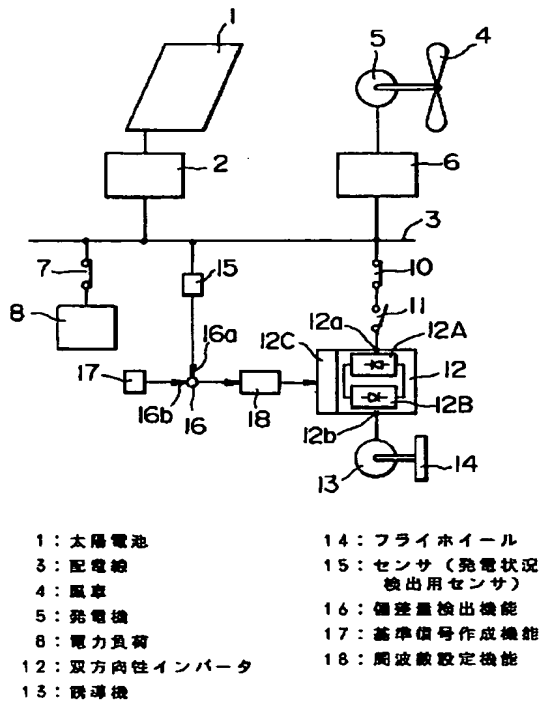 1
5
4
2
6
3
7
15
10
8
11
16a
12a
12A
12C
12
17
16b
16
18
12B
12b
13
14
1：太陽電池
3：配電線
4：風車
5：発電機
8：電力負荷
12：双方向性インバータ
13：誘導機
14：フライホイール
15：センサ（発電状況
検出用センサ）
16：偏差量検出機能
17：基準信号作成機能
18：周波数設定機能